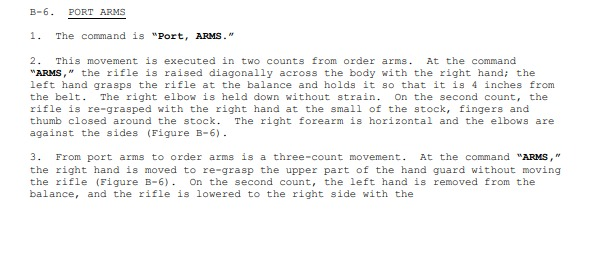 B-6. PORT ARMS
1. The command is "Port, ARMS."
2. This movement is executed in two counts from order arms. At the command
"ARMS," the rifle is raised diagonally across the body with the right hand; the
left hand grasps the rifle at the balance and holds it so that it is 4 inches from
the belt. The right elbow is held down without strain. On the second count, the
rifle is re-grasped with the right hand at the small of the stock, fingers and
thumb closed around the stock. The right forearm is horizontal and the elbows are
against the sides (Figure B-6).
3. From port arms to order arms is a three-count movement. At the command "ARMS,"
the right hand is moved to re-grasp the upper part of the hand guard without moving
the rifle (Figure B-6). On the second count, the left hand is removed from the
balance, and the rifle is lowered to the right side with the